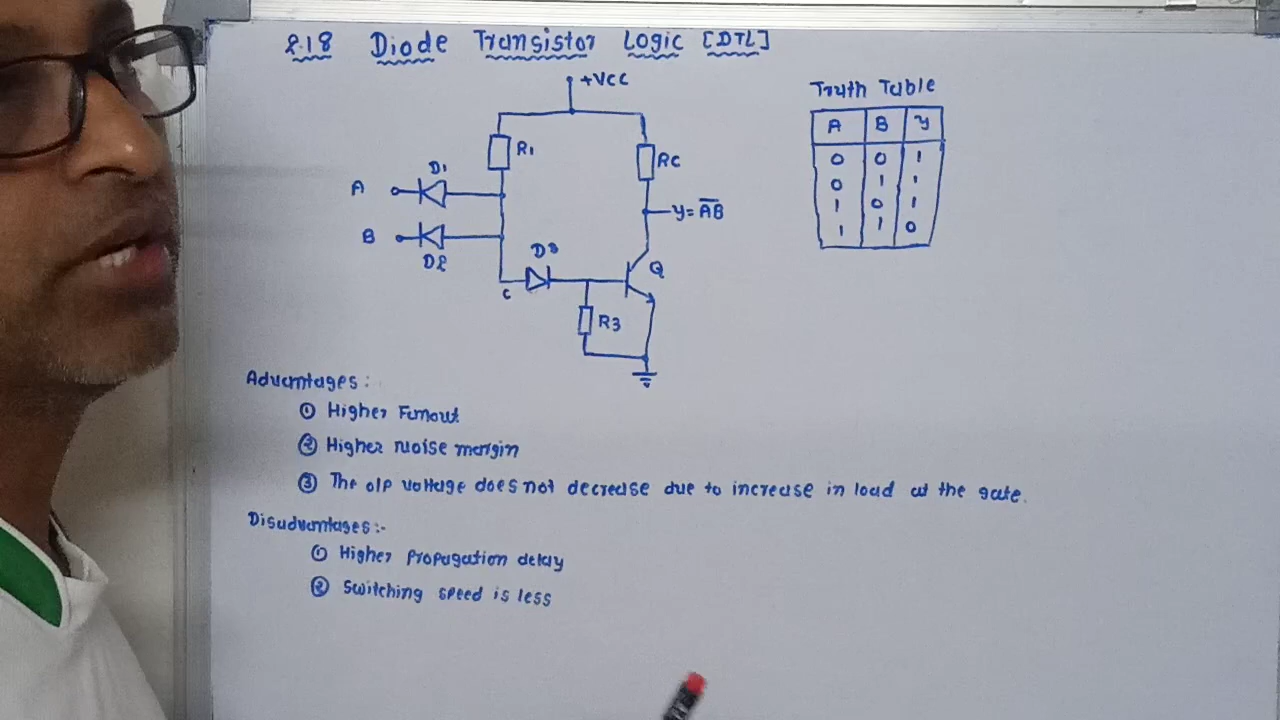 2.18 Diode Transistor Logic [DTL]
+VCC
R1
RC
D1
A
Y = A̅B̅
B
D2
D3
C
Q
R3
Truth Table
A B Y
0 0 1
0 1 1
1 0 1
1 1 0
Advantages:
① Higher Fanout
② Higher noise margin
③ The o/p voltage does not decrease due to increase in load at the gate.
Disadvantages:-
① Higher Propagation delay
② Switching speed is less